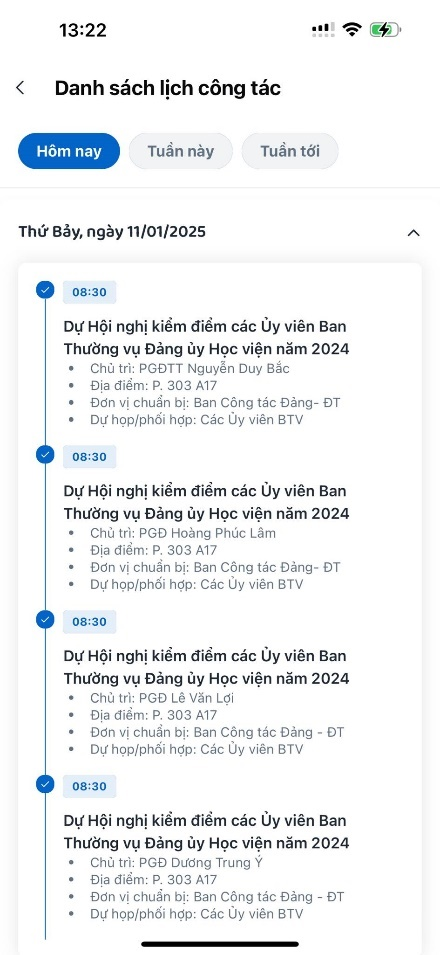 13:22
Danh sách lịch công tác
Hôm nay
Tuần này
Tuần tới
Thứ Bảy, ngày 11/01/2025
08:30
Dự Hội nghị kiểm điểm các Ủy viên Ban
Thường vụ Đảng ủy Học viện năm 2024
• Chủ trì: PGĐTT Nguyễn Duy Bắc
• Địa điểm: P. 303 A17
• Đơn vị chuẩn bị: Ban Công tác Đảng- ĐT
• Dự họp/phối hợp: Các Ủy viên BTV
08:30
Dự Hội nghị kiểm điểm các Ủy viên Ban
Thường vụ Đảng ủy Học viện năm 2024
• Chủ trì: PGĐ Hoàng Phúc Lâm
• Địa điểm: P. 303 A17
• Đơn vị chuẩn bị: Ban Công tác Đảng- ĐT
• Dự họp/phối hợp: Các Ủy viên BTV
08:30
Dự Hội nghị kiểm điểm các Ủy viên Ban
Thường vụ Đảng ủy Học viện năm 2024
• Chủ trì: PGĐ Lê Văn Lợi
• Địa điểm: P. 303 A17
• Đơn vị chuẩn bị: Ban Công tác Đảng - ĐT
• Dự họp/phối hợp: Các Ủy viên BTV
08:30
Dự Hội nghị kiểm điểm các Ủy viên Ban
Thường vụ Đảng ủy Học viện năm 2024
• Chủ trì: PGĐ Dương Trung Ý
• Địa điểm: P. 303 A17
• Đơn vị chuẩn bị: Ban Công tác Đảng - ĐT
• Dự họp/phối hợp: Các Ủy viên BTV